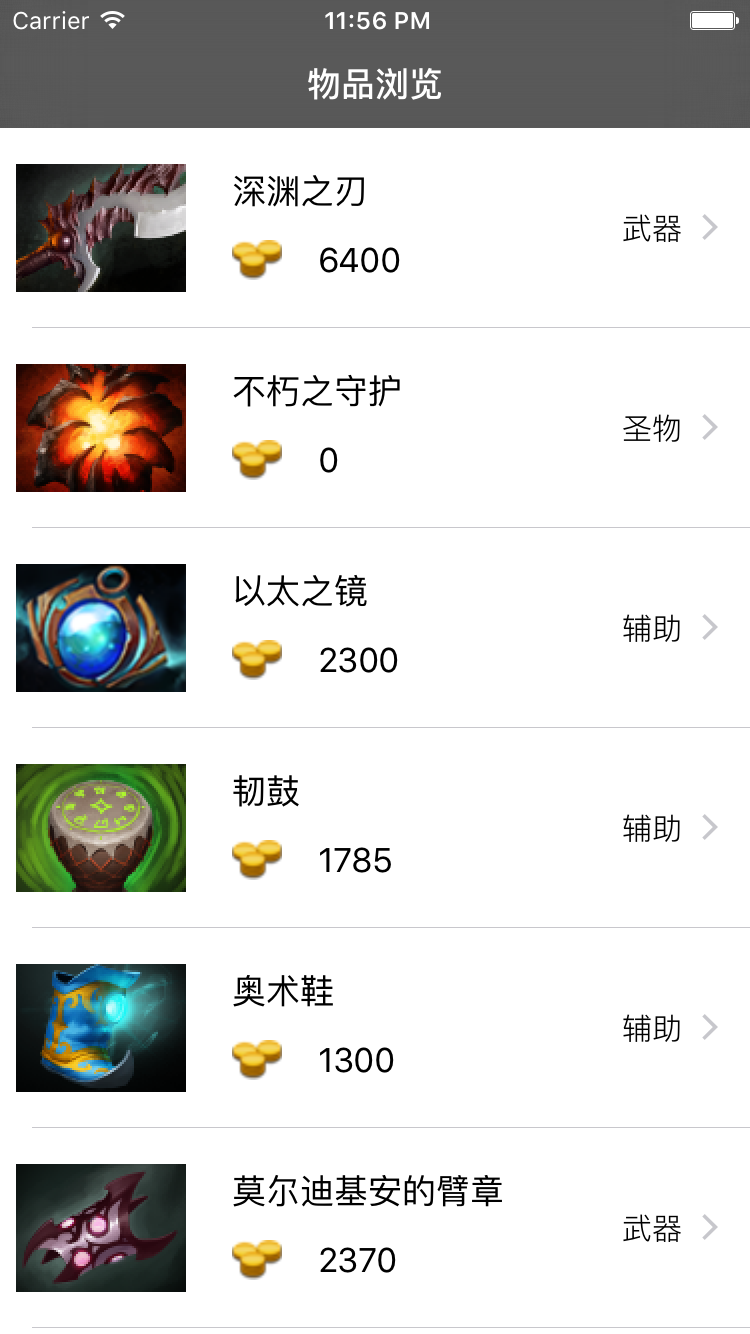 Carrier 11:56 PM
物品浏览
深渊之刃
6400
武器
不朽之守护
0
圣物
以太之镜
2300
辅助
韧鼓
1785
辅助
奥术鞋
1300
辅助
莫尔迪基安的臂章
2370
武器